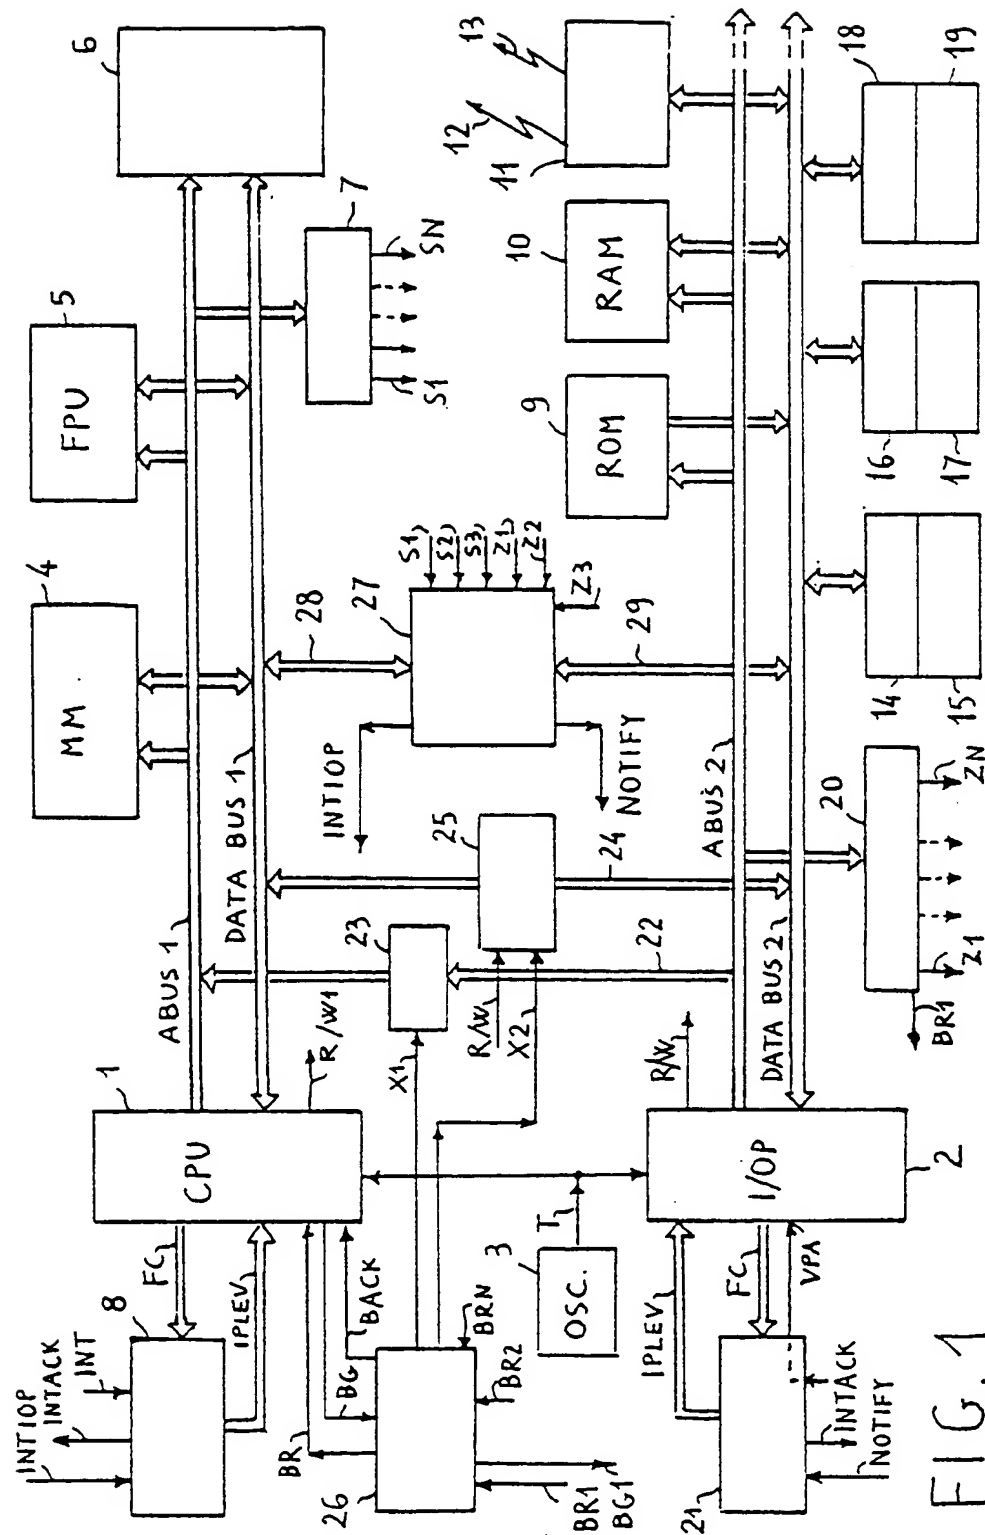 INTIOP
INTACK
INT
8
FC
IPLEV
1
CPU
R/W1
ABUS 1
DATA BUS 1
4
MM
5
FPU
6
7
S1
SN
26
BR
BG
BACK
BR1
BG1
BR2
BRN
X1
23
22
R/W
X2
25
24
INTIOP
NOTIFY
28
27
29
S1
S2
S3
Z1
Z2
Z3
9
ROM
10
RAM
11
12
13
3
OSC.
T
21
IPLEV
FC
VPA
INTACK
NOTIFY
I/OP
2
R/W
ABUS 2
DATA BUS 2
BR1
20
Z1
ZN
14
15
16
17
18
19
FIG. 1